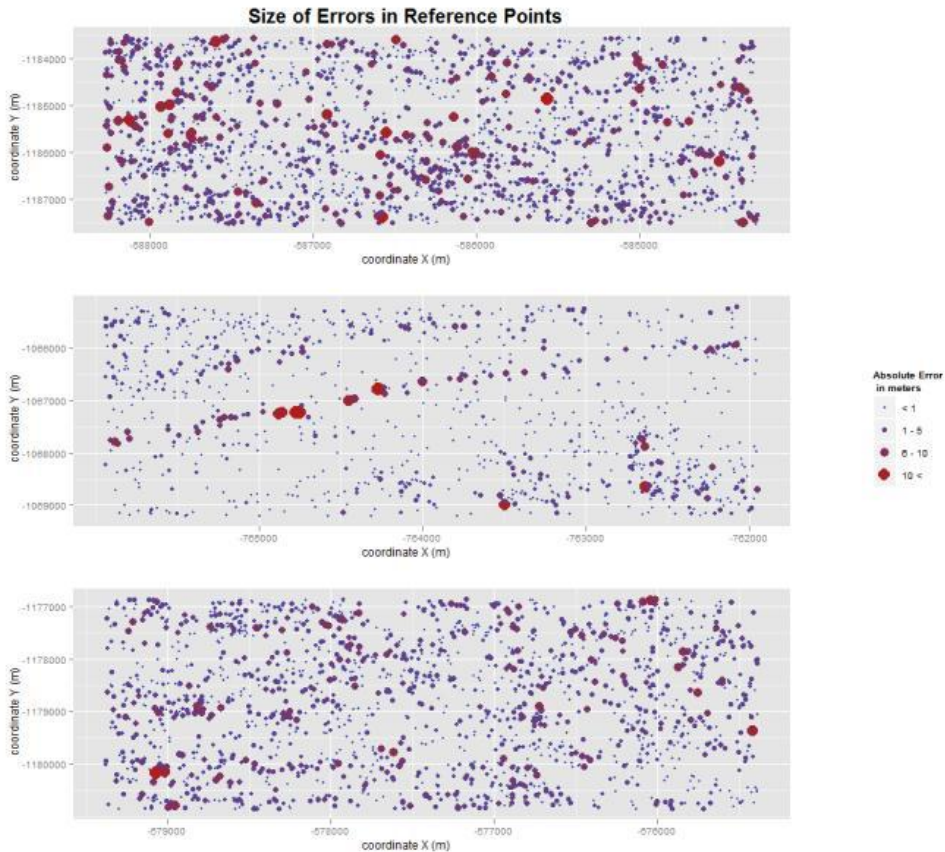 Size of Errors in Reference Points
-1184000
-1185000
-1186000
-1187000
coordinate Y (m)
-588000 -587000 -586000 -585000
coordinate X (m)
-1066000
-1067000
-1068000
-1069000
coordinate Y (m)
-765000 -764000 -763000 -762000
coordinate X (m)
Absolute Error
in meters
< 1
1 - 5
6 - 10
10 <
-1177000
-1178000
-1179000
-1180000
coordinate Y (m)
-579000 -578000 -577000 -576000
coordinate X (m)